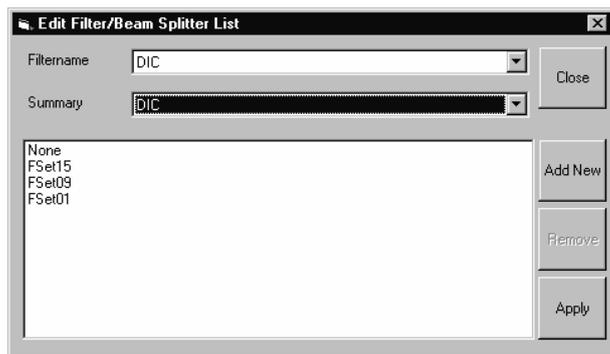 Edit Filter/Beam Splitter List
Filtername DIC
Close
Summary DIC
None
FSet15
FSet09
FSet01
Add New
Remove
Apply